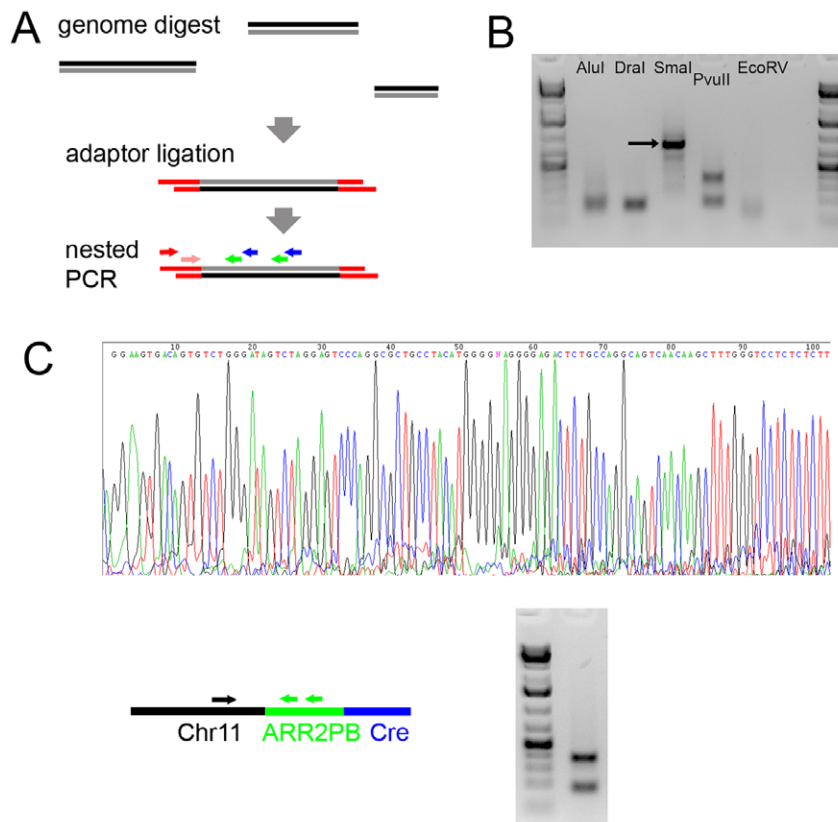 A
genome digest
adaptor ligation
nested
PCR
B
AluI DraI SmaI PvuII EcoRV
C
10 20 30 40 50 60 70 80 90 100
GGAAGTGACAGTGTCTGGGATAGTCTAGGAGTCCCAGGCGCTGCCTACATGGGGNAGGGGAGACTCTGCCAGGCAGTCAACAAGCTTTGGGTCCTCTCTCTT
Chr11 ARR2PB Cre